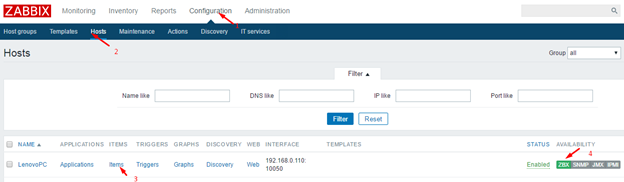 ZABBIX Monitoring Inventory Reports Configuration Administration
Host groups Templates Hosts Maintenance Actions Discovery IT services
2
Hosts Group all
Filter ▲
Name like DNS like IP like Port like
Filter Reset
NAME ▲ APPLICATIONS ITEMS TRIGGERS GRAPHS DISCOVERY WEB INTERFACE TEMPLATES STATUS AVAILABILITY
4
LenovoPC Applications Items Triggers Graphs Discovery Web 192.168.0.110: 10050 Enabled ZBX SNMP JMX IPMI
3